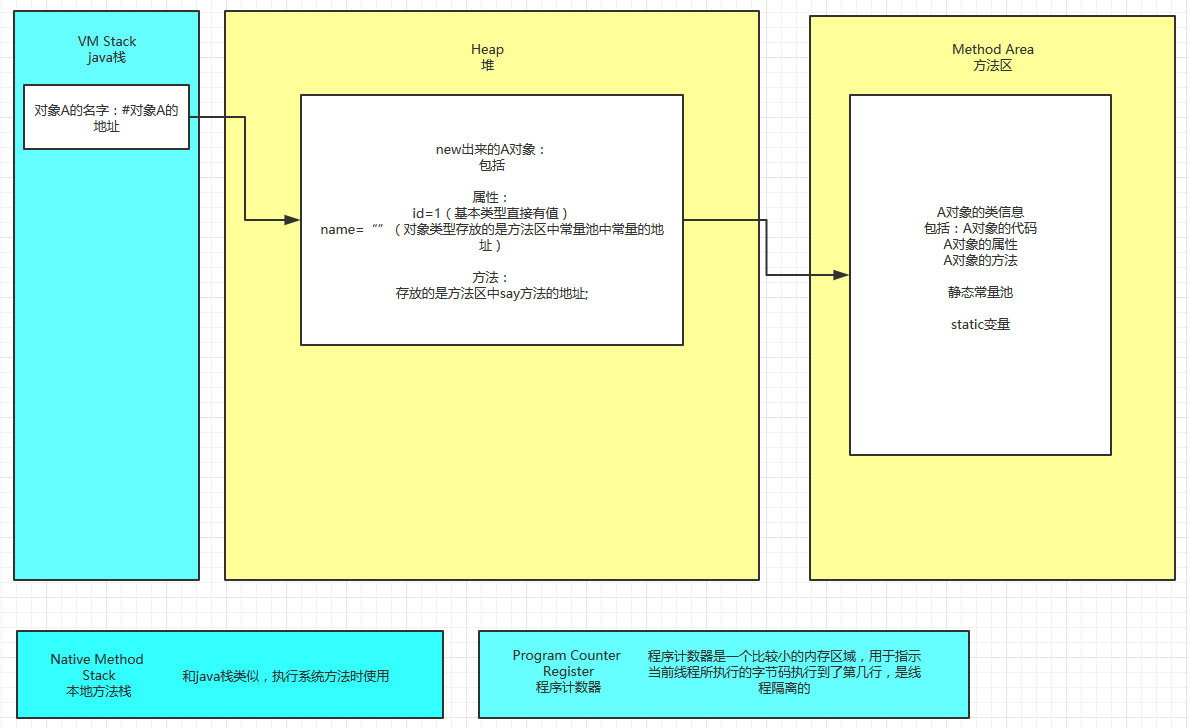 VM Stack
java栈
对象A的名字：#对象A的
地址
Heap
堆
new出来的A对象：
包括
属性：
id=1（基本类型直接有值）
name=“”（对象类型存放的是方法区中常量池中常量的地
址）
方法：
存放的是方法区中say方法的地址;
Method Area
方法区
A对象的类信息
包括：A对象的代码
A对象的属性
A对象的方法
静态常量池
static变量
Native Method
Stack
本地方法栈
和java栈类似，执行系统方法时使用
Program Counter
Register
程序计数器
程序计数器是一个比较小的内存区域，用于指示
当前线程所执行的字节码执行到了第几行，是线
程隔离的